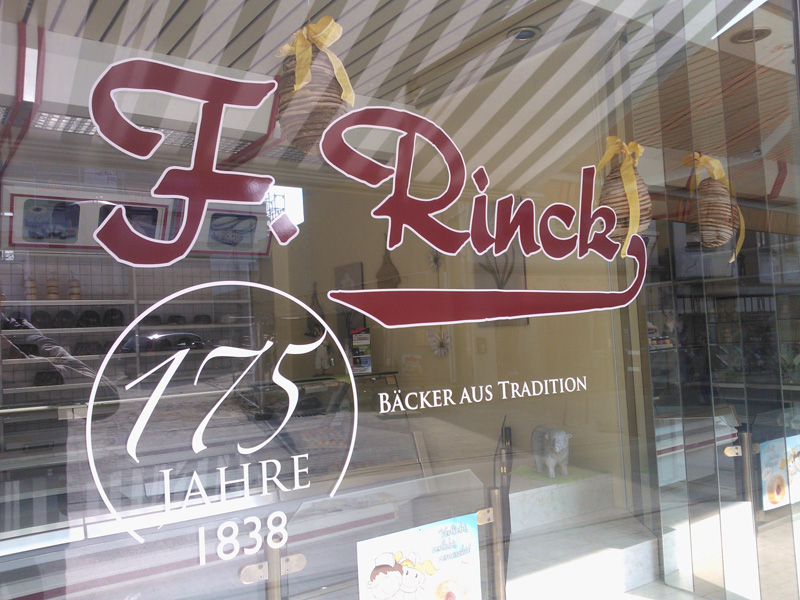 F. Rinck
175
JAHRE
1838
BÄCKER AUS TRADITION